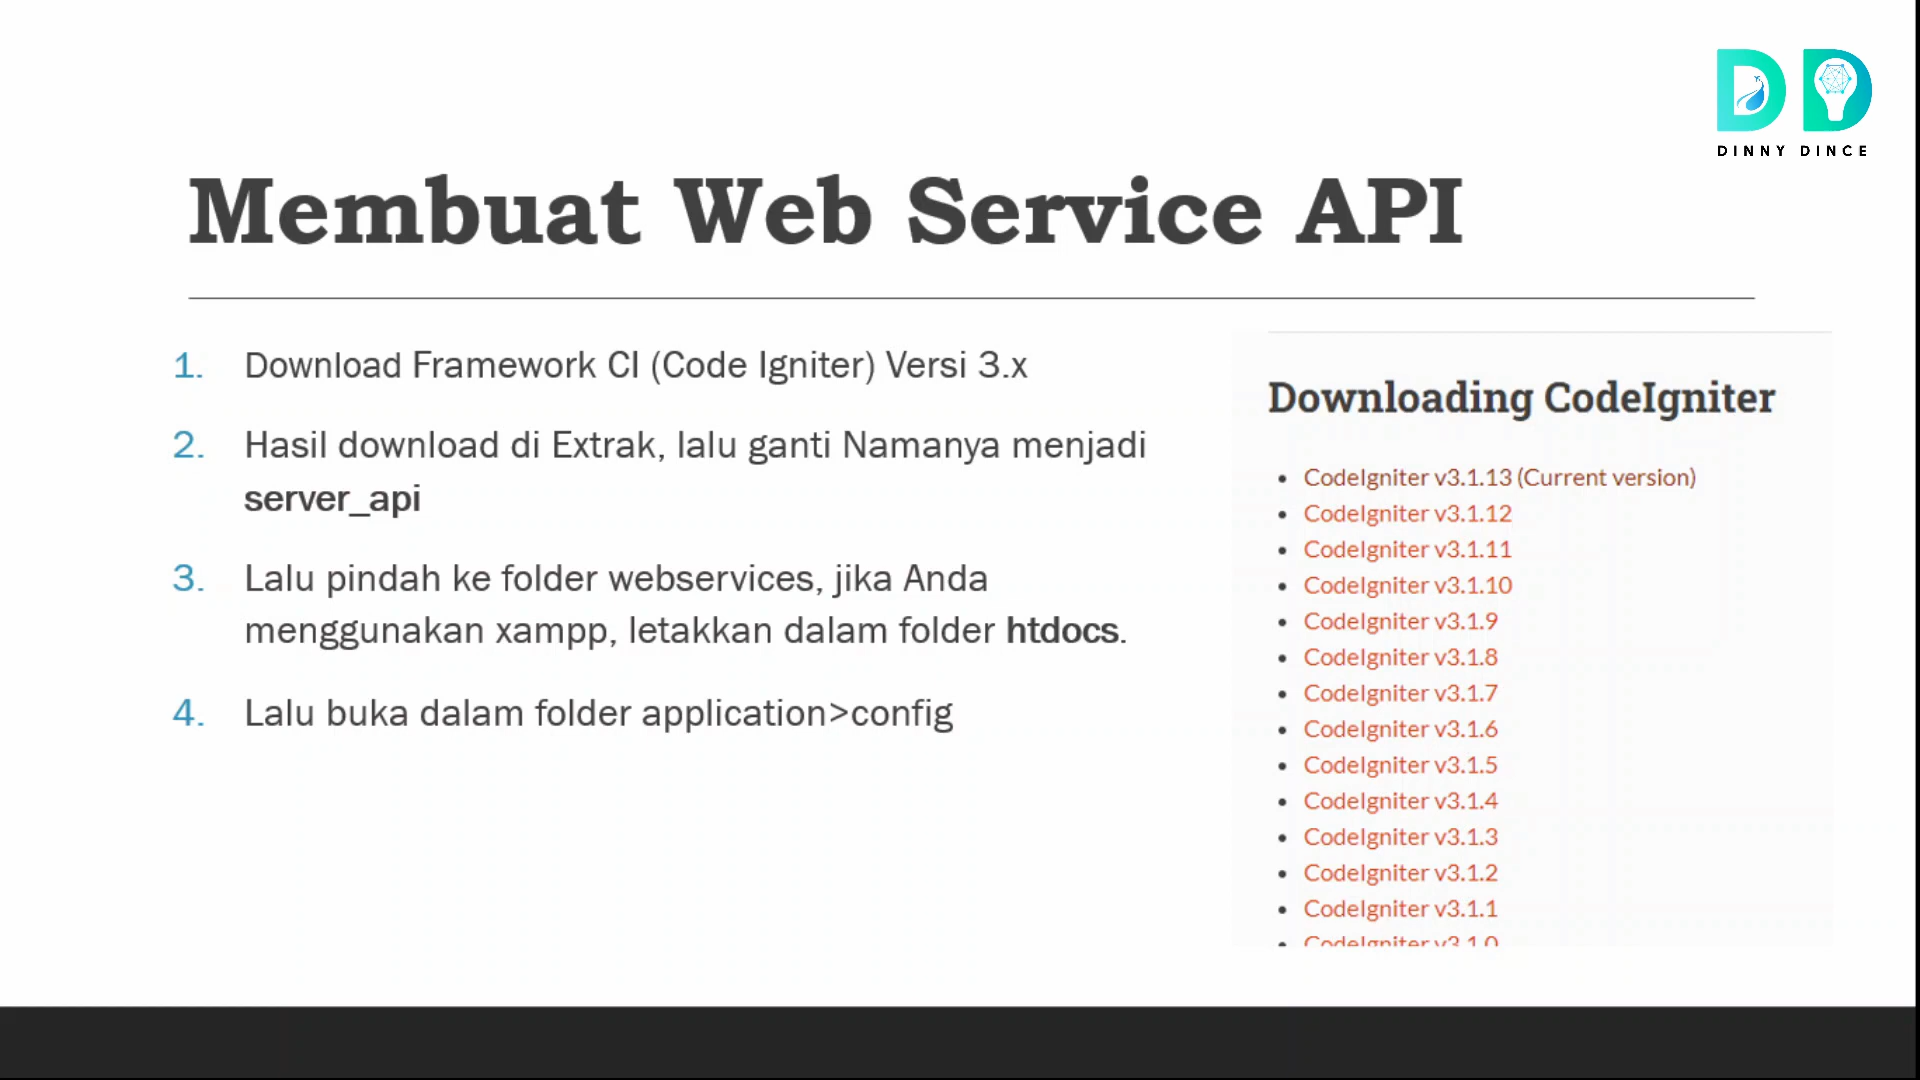 DINNY DINCE
Membuat Web Service API
1. Download Framework CI (Code Igniter) Versi 3.x
2. Hasil download di Extrak, lalu ganti Namanya menjadi
server_api
3. Lalu pindah ke folder webservices, jika Anda
menggunakan xampp, letakkan dalam folder htdocs.
4. Lalu buka dalam folder application>config
Downloading CodeIgniter
• CodeIgniter v3.1.13 (Current version)
• CodeIgniter v3.1.12
• CodeIgniter v3.1.11
• CodeIgniter v3.1.10
• CodeIgniter v3.1.9
• CodeIgniter v3.1.8
• CodeIgniter v3.1.7
• CodeIgniter v3.1.6
• CodeIgniter v3.1.5
• CodeIgniter v3.1.4
• CodeIgniter v3.1.3
• CodeIgniter v3.1.2
• CodeIgniter v3.1.1
• CodeIgniter v3.1.0